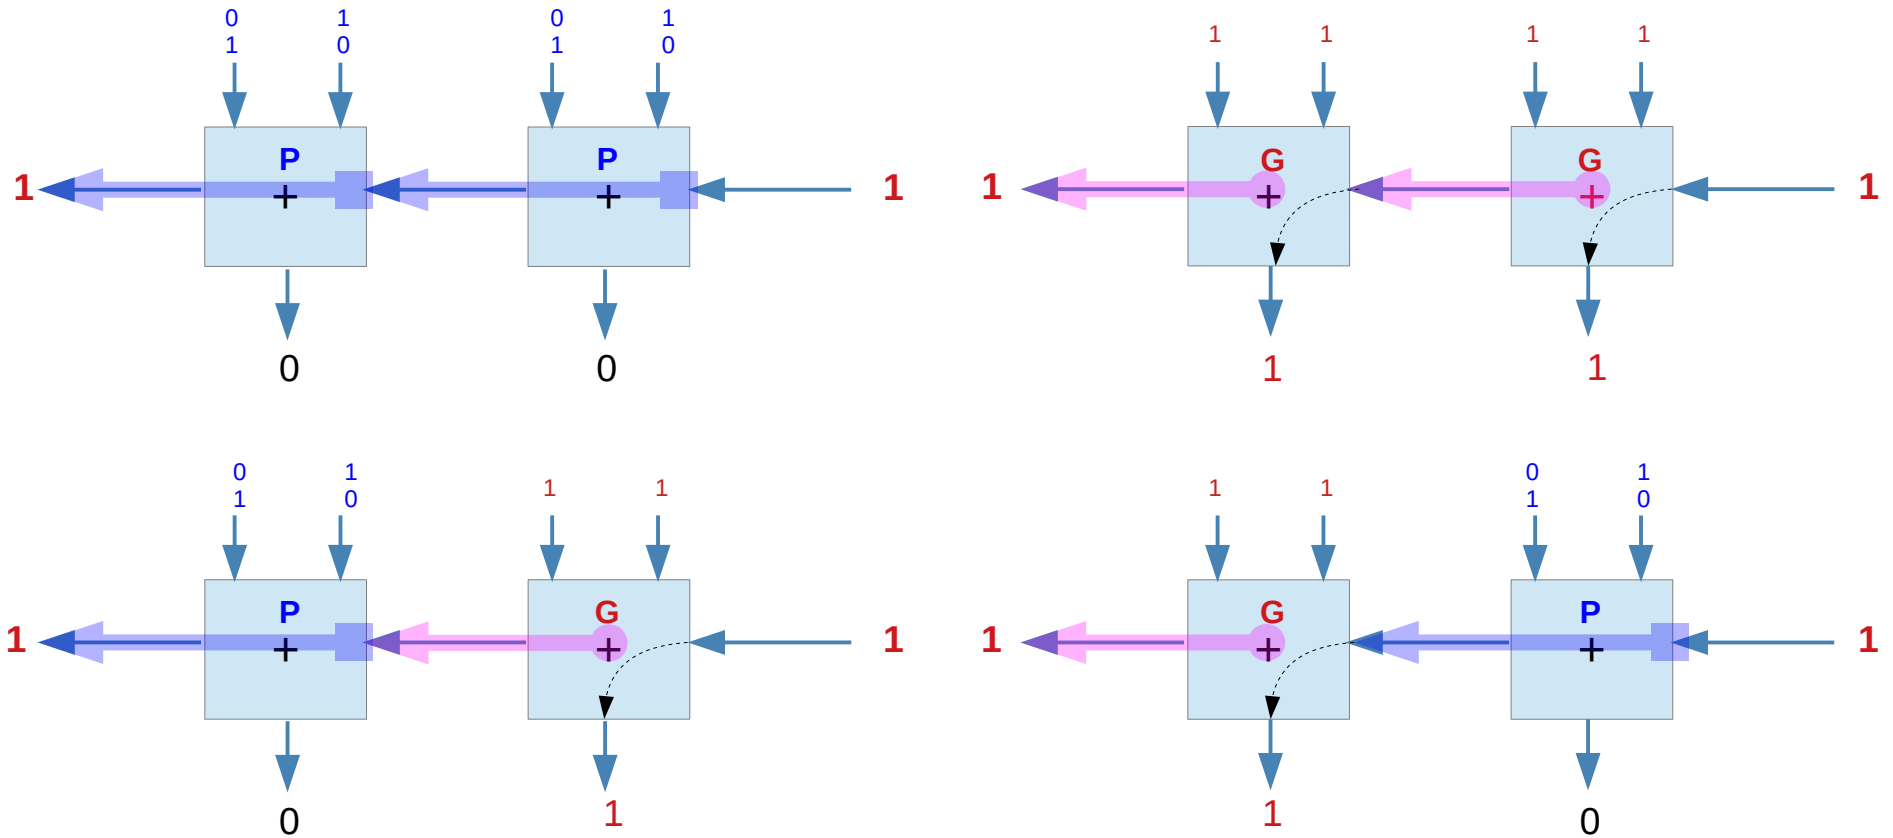 0 1 0 1
1 0 1 0
P P
1 + + 1
0 0
1 1 1 1
G G
1 + + 1
1 1
0 1 1 1
1 0
P G
1 + + 1
0 1
1 1 0 1
1 0
G P
1 + + 1
1 0